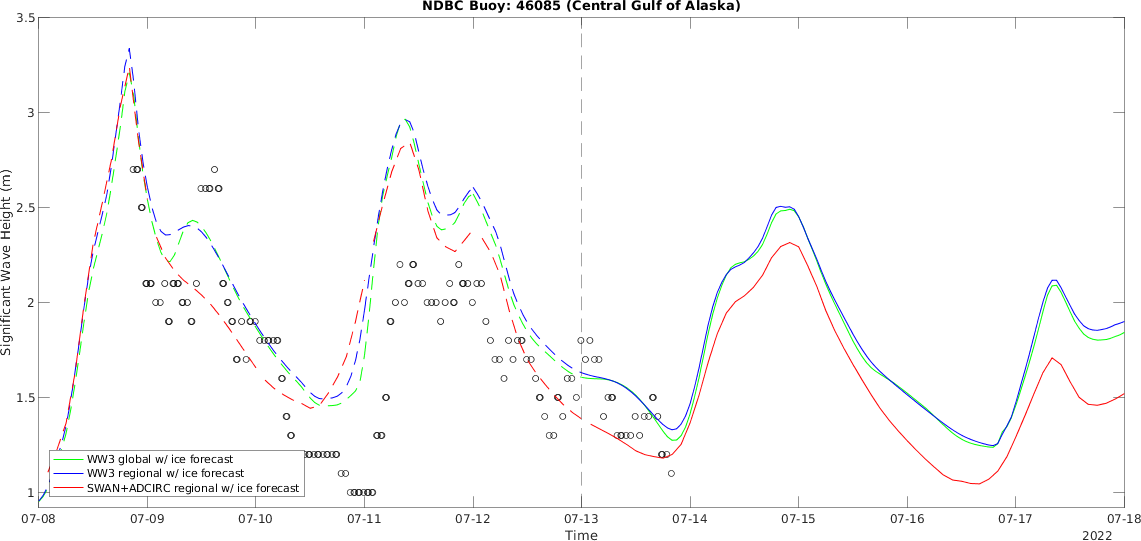 NDBC Buoy: 46085 (Central Gulf of Alaska)
Significant Wave Height (m)
3.5
3
2.5
2
1.5
1
WW3 global w/ ice forecast
WW3 regional w/ ice forecast
SWAN+ADCIRC regional w/ ice forecast
07-08 07-09 07-10 07-11 07-12 07-13 07-14 07-15 07-16 07-17 07-18
Time
2022